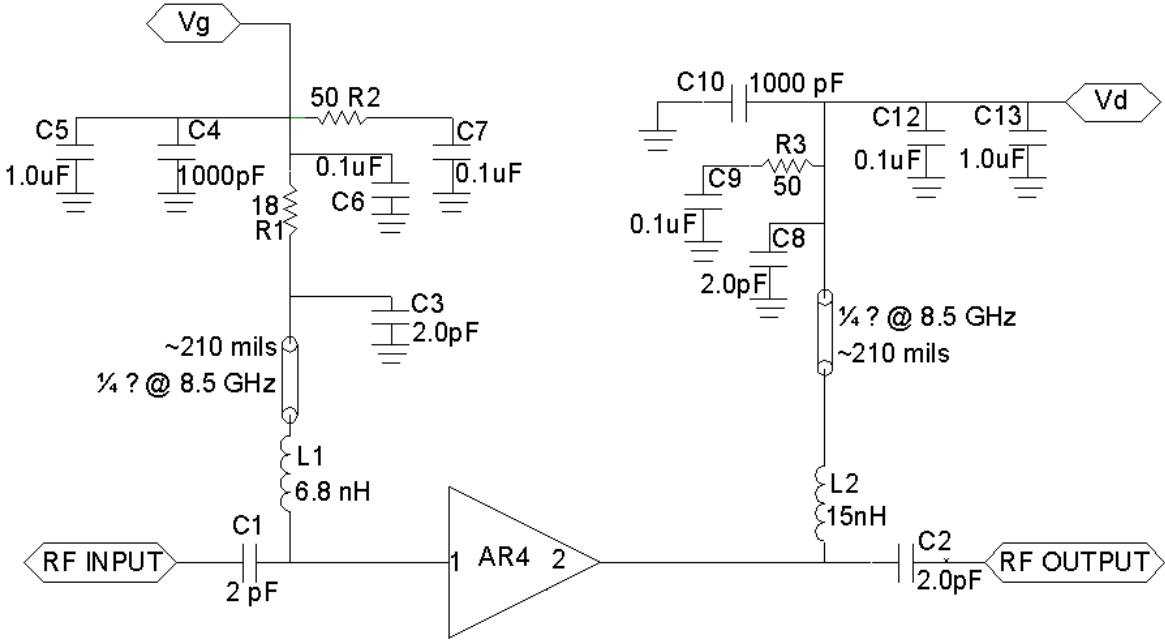 Vg
50 R2
C5
C4
C7
1.0uF
1000pF
0.1uF
0.1uF
C6
18
R1
C3
2.0pF
~210 mils
¼ ? @ 8.5 GHz
L1
6.8 nH
C1
RF INPUT
2 pF
1
AR4
2
C10
1000 pF
Vd
C12
C13
0.1uF
1.0uF
R3
50
C9
0.1uF
C8
2.0pF
¼ ? @ 8.5 GHz
~210 mils
L2
15nH
C2
2.0pF
RF OUTPUT